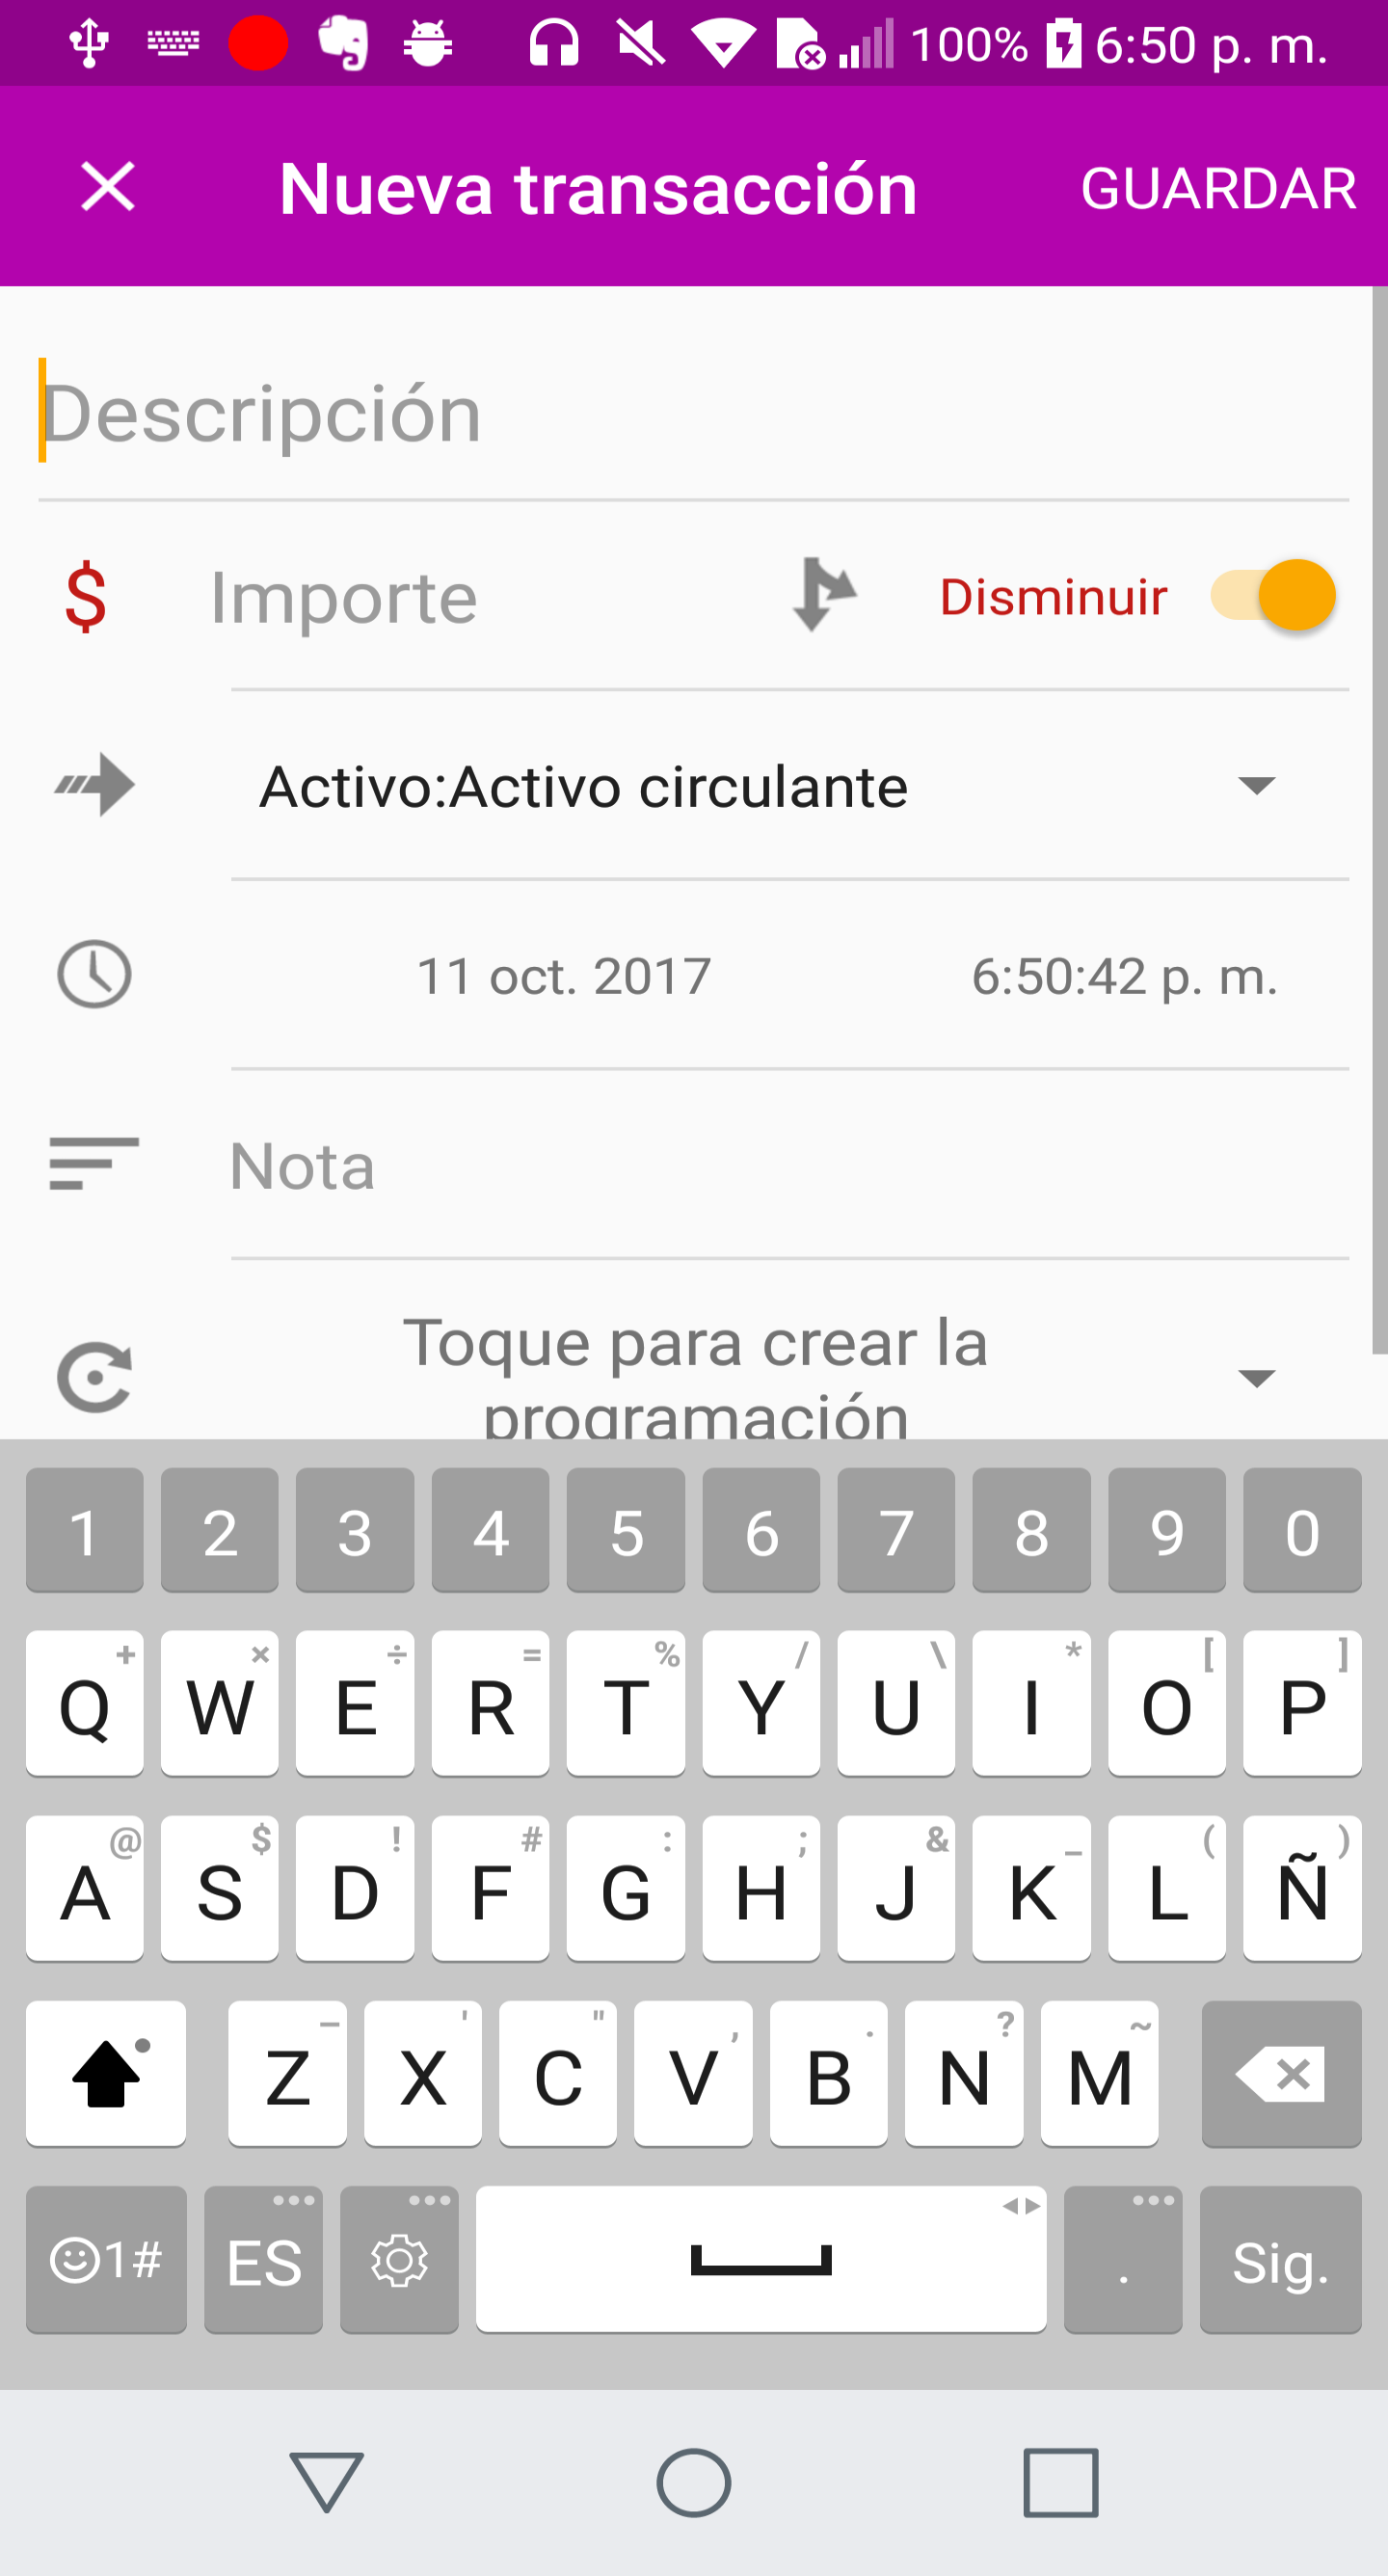 100% 6:50 p. m.
Nueva transacción GUARDAR
Descripción
$ Importe Disminuir
Activo:Activo circulante
11 oct. 2017 6:50:42 p. m.
Nota
Toque para crear la
programación
1 2 3 4 5 6 7 8 9 0
+ × ÷ = % / \ * [ ]
Q W E R T Y U I O P
@ $ ! # : ; & _ ( )
A S D F G H J K L Ñ
– ' " , . ? ~
Z X C V B N M
1# ES . Sig.